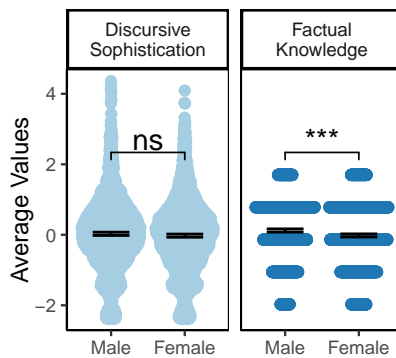 Discursive
Sophistication
Factual
Knowledge
Average Values
4
2
0
−2
ns
***
Male
Female
Male
Female